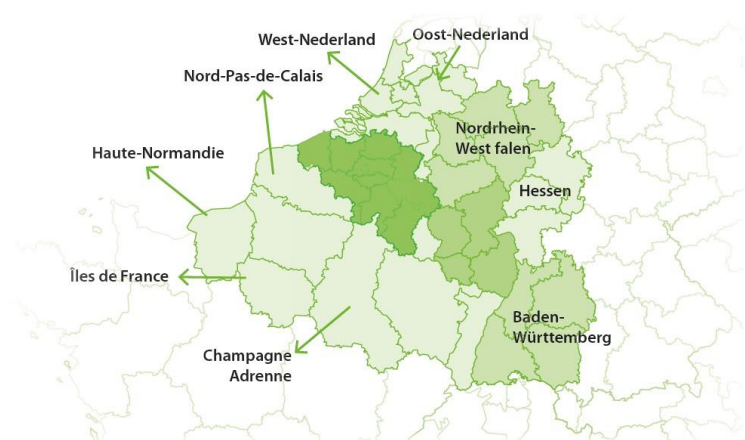 West-Nederland
Oost-Nederland
Nord-Pas-de-Calais
Nordrhein-
West falen
Haute-Normandie
Hessen
Îles de France
Baden-
Württemberg
Champagne
Adrenne